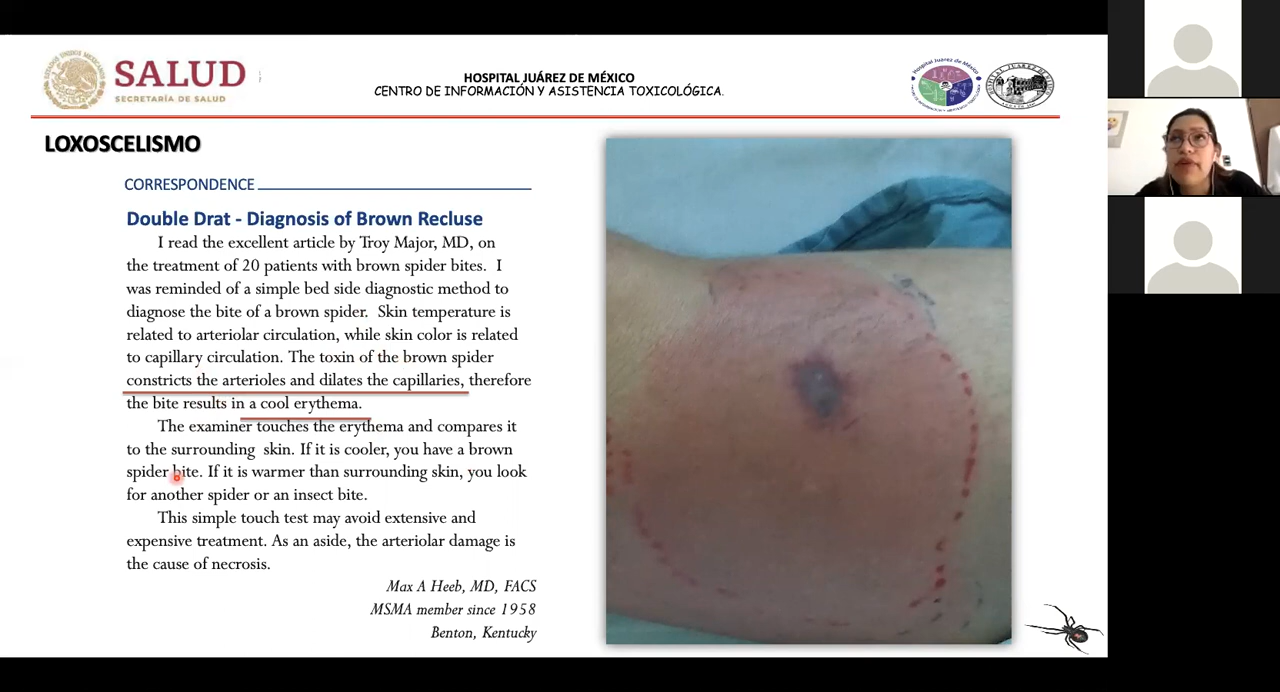 SALUD
SECRETARÍA DE SALUD
HOSPITAL JUÁREZ DE MÉXICO
CENTRO DE INFORMACIÓN Y ASISTENCIA TOXICOLÓGICA.
LOXOSCELISMO
CORRESPONDENCE
Double Drat - Diagnosis of Brown Recluse
I read the excellent article by Troy Major, MD, on
the treatment of 20 patients with brown spider bites. I
was reminded of a simple bed side diagnostic method to
diagnose the bite of a brown spider. Skin temperature is
related to arteriolar circulation, while skin color is related
to capillary circulation. The toxin of the brown spider
constricts the arterioles and dilates the capillaries, therefore
the bite results in a cool erythema.
The examiner touches the erythema and compares it
to the surrounding skin. If it is cooler, you have a brown
spider bite. If it is warmer than surrounding skin, you look
for another spider or an insect bite.
This simple touch test may avoid extensive and
expensive treatment. As an aside, the arteriolar damage is
the cause of necrosis.
Max A Heeb, MD, FACS
MSMA member since 1958
Benton, Kentucky